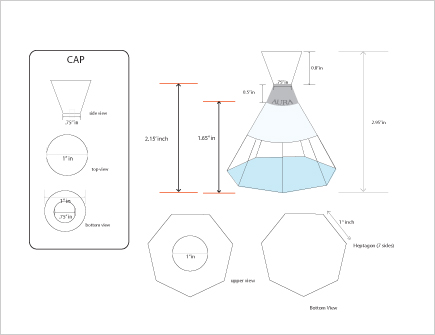 CAP
side view
.75"in
1"in
top view
1"in
.75"in
bottom view
2.15"inch
1.65"in
0.5"in
.75"in
0.8"in
2.95"in
1"in
upper view
1"inch
Heptagon (7 sides)
Bottom View